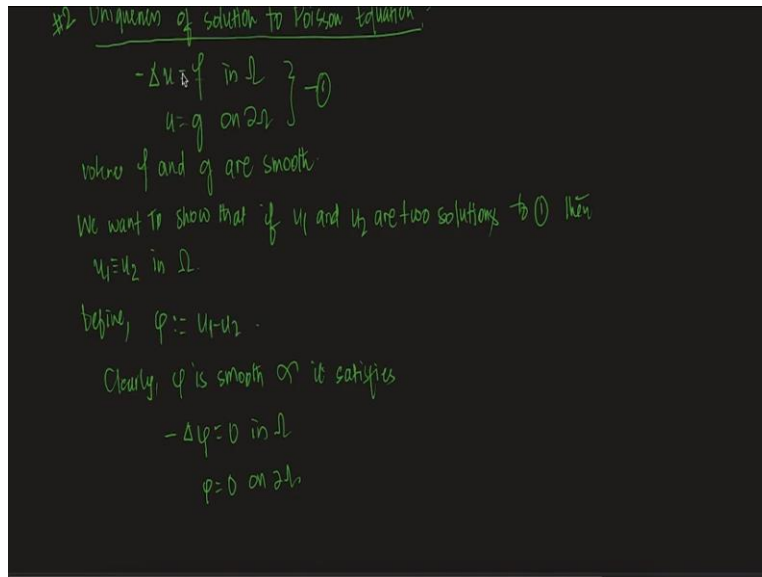 #2 Uniqueness of solution to Poisson Equation:
-Δu = f in Ω
u = g on ∂Ω } -①
where f and g are smooth.
We want to show that if u₁ and u₂ are two solutions to ① then
u₁ ≡ u₂ in Ω.
Define, φ := u₁-u₂.
Clearly, φ is smooth & it satisfies
-Δφ = 0 in Ω
φ = 0 on ∂Ω.